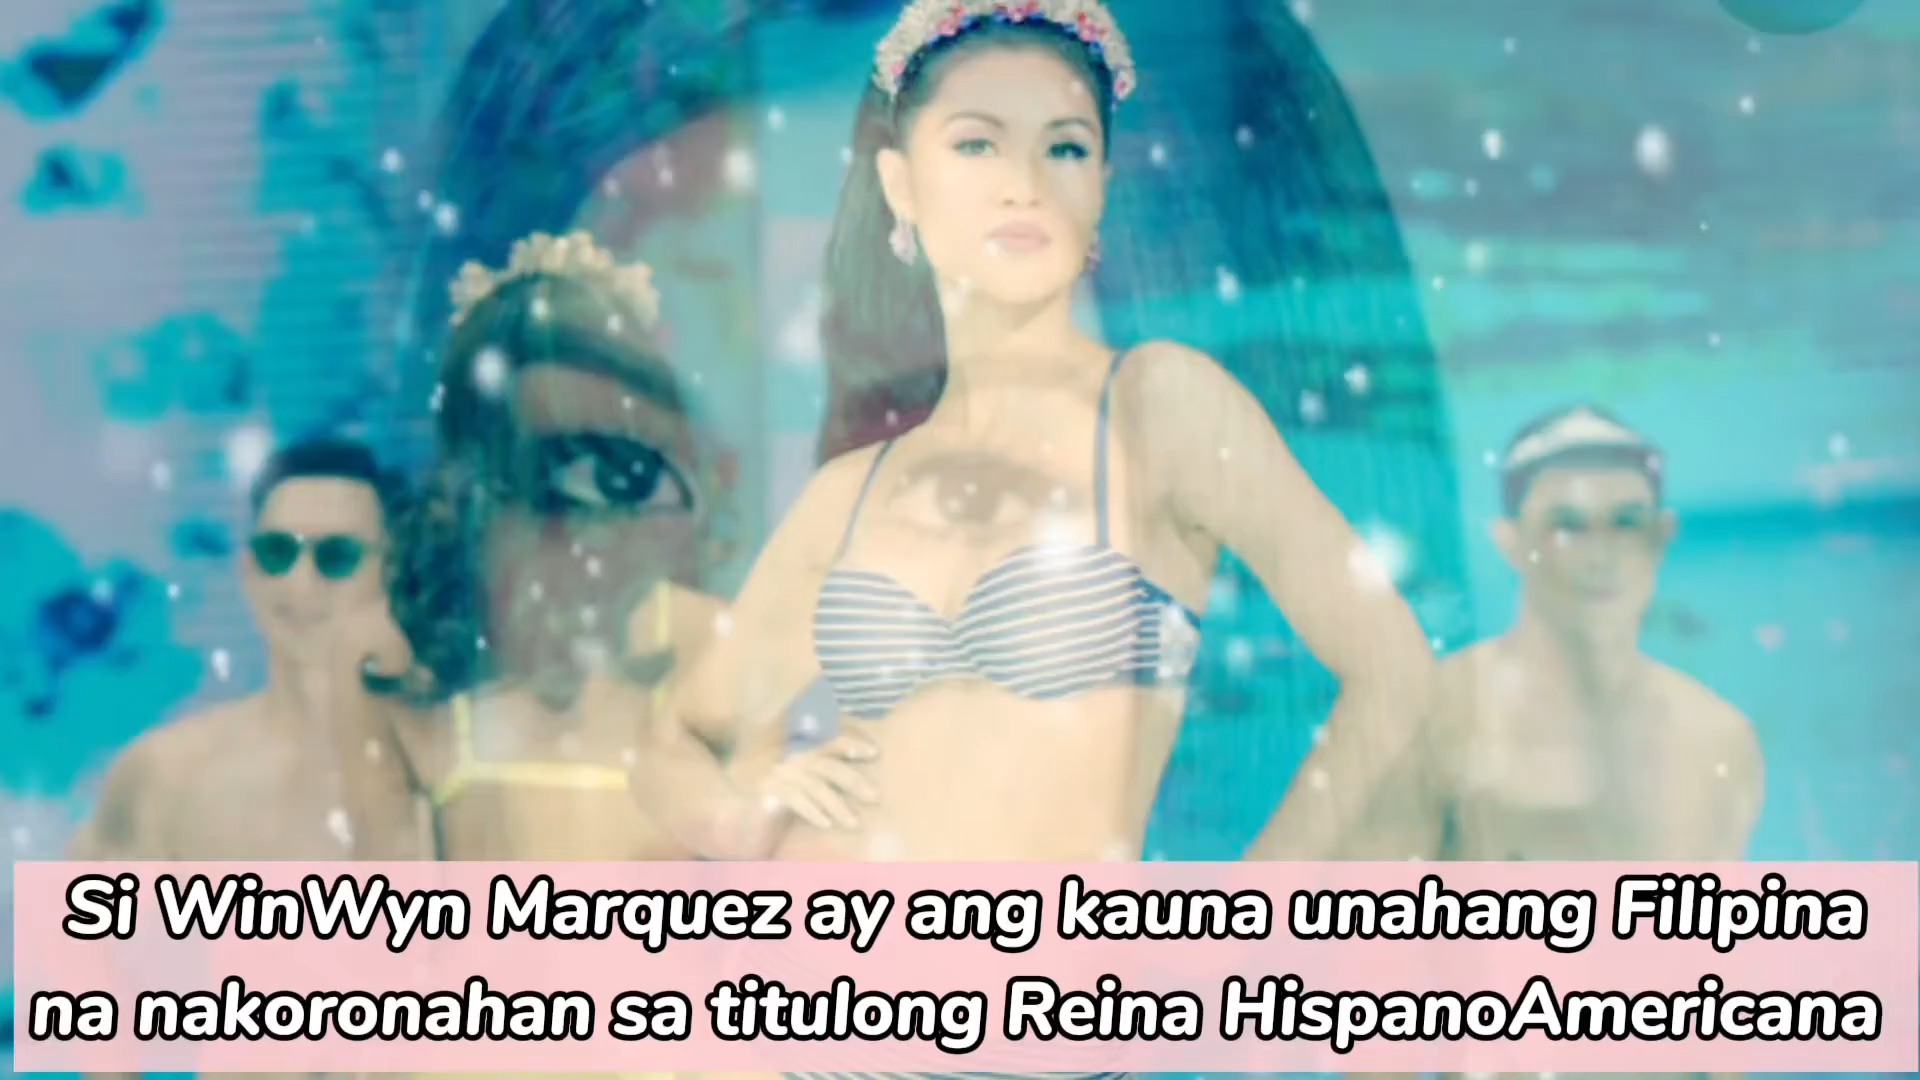 Si WinWyn Marquez ay ang kauna unahang Filipina
na nakoronahan sa titulong Reina HispanoAmericana